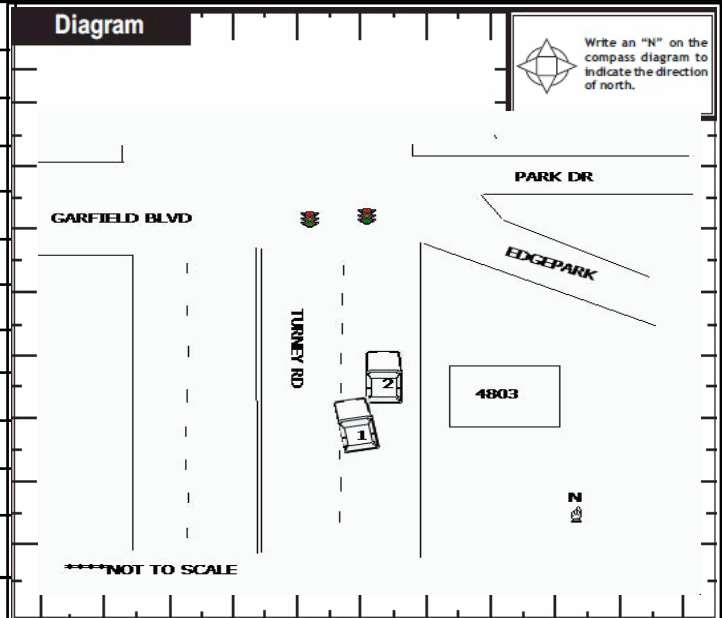 Diagram
Write an “N” on the
compass diagram to
indicate the direction
of north.
PARK DR
GARFIELD BLVD
EDGEPARK
TURNEY RD
2
4803
1
N
****NOT TO SCALE